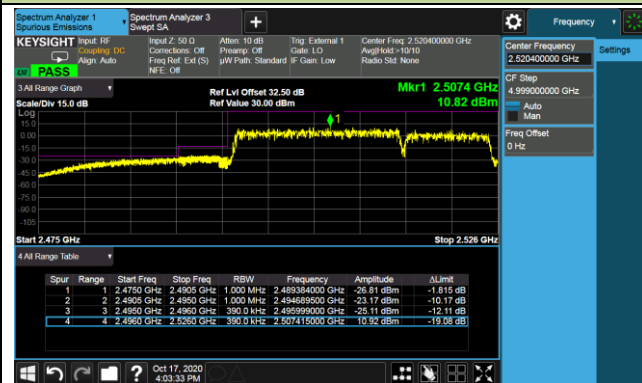 Spectrum Analyzer 1
Spurious Emissions
Spectrum Analyzer 3
Swept SA
+
Frequency
KEYSIGHT
PASS
Input: RF
Coupling: DC
Align: Auto
Input Z: 50 Ω
Corrections: Off
Freq Ref: Ext (S)
NFE: Off
Atten: 10 dB
Preamp: Off
µW Path: Standard
Trig: External 1
Gate: LO
IF Gain: Low
Center Freq: 2.520400000 GHz
Avg|Hold:>10/10
Radio Std: None
Center Frequency
2.520400000 GHz
Settings
CF Step
4.999000000 GHz
Auto
Man
Freq Offset
0 Hz
3 All Range Graph
Ref Lvl Offset 32.50 dB
Mkr1 2.5074 GHz
Scale/Div 15.0 dB
Ref Value 30.00 dBm
10.82 dBm
Log
15.0
0.00
-15.0
-30.0
-45.0
-60.0
-75.0
-90.0
-105
1
Start 2.475 GHz
Stop 2.526 GHz
4 All Range Table
Spur Range Start Freq Stop Freq RBW Frequency Amplitude ΔLimit
1 1 2.4750 GHz 2.4905 GHz 1.000 MHz 2.489384000 GHz -26.81 dBm -1.815 dB
2 2 2.4905 GHz 2.4950 GHz 1.000 MHz 2.494689500 GHz -23.17 dBm -10.17 dB
3 3 2.4950 GHz 2.4960 GHz 390.0 kHz 2.495999000 GHz -25.11 dBm -12.11 dB
4 4 2.4960 GHz 2.5260 GHz 390.0 kHz 2.507415000 GHz 10.92 dBm -19.08 dB
?
Oct 17, 2020
4:03:33 PM